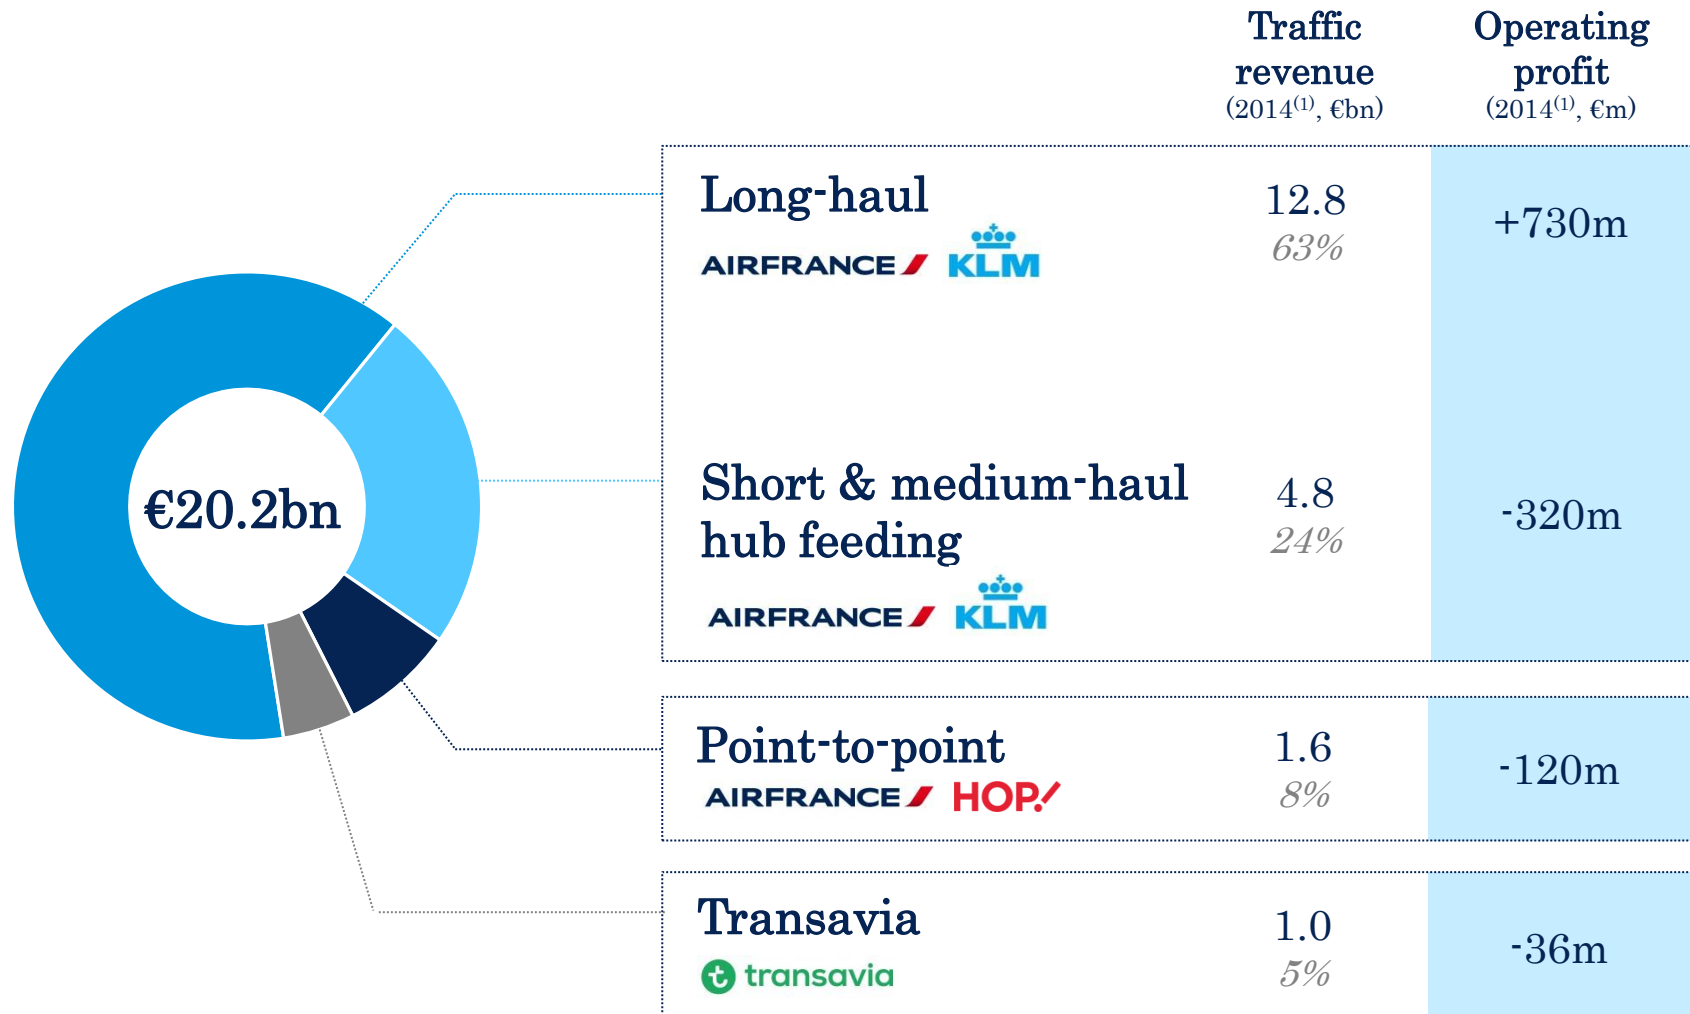 Traffic
revenue
(2014(1), €bn)
Operating
profit
(2014(1), €m)
Long-haul
AIRFRANCE KLM
12.8
63%
+730m
€20.2bn
Short & medium-haul
hub feeding
AIRFRANCE KLM
4.8
24%
-320m
Point-to-point
AIRFRANCE HOP!
1.6
8%
-120m
Transavia
transavia
1.0
5%
-36m